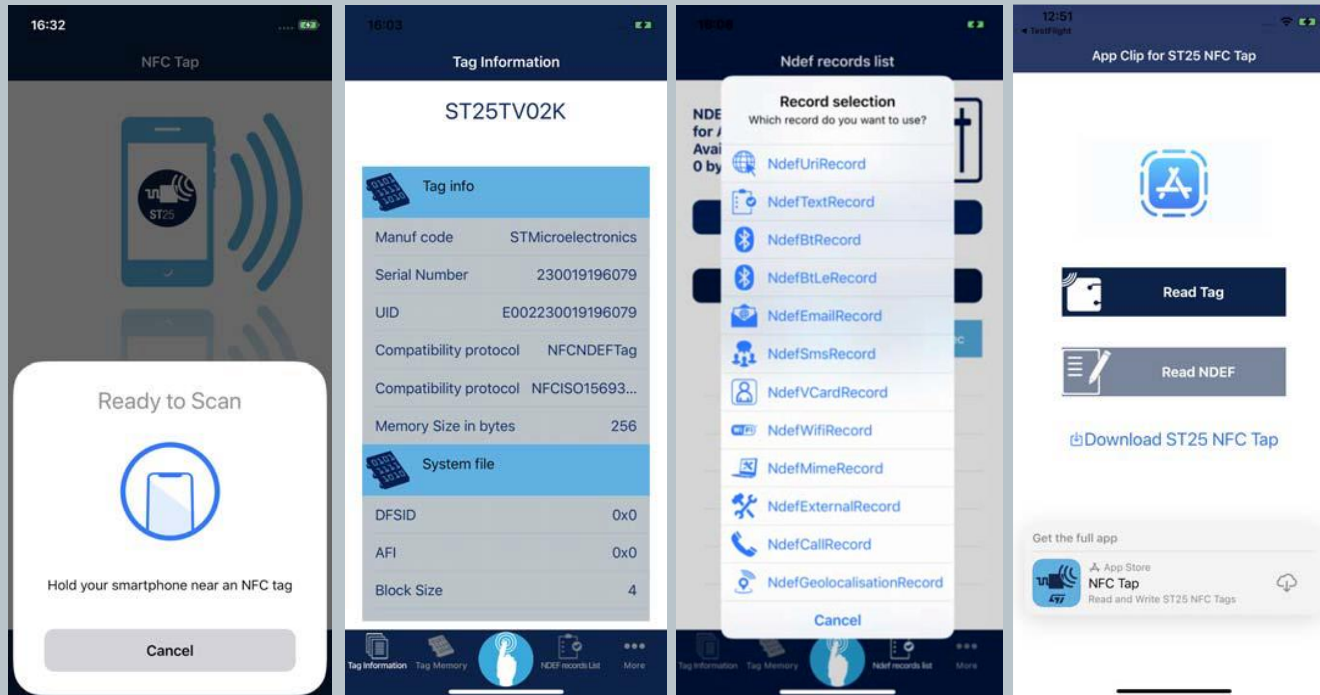 16:32
NFC Tap
ST25
Ready to Scan
Hold your smartphone near an NFC tag
Cancel
16:03
Tag Information
ST25TV02K
Tag info
Manuf code STMicroelectronics
Serial Number 230019196079
UID E002230019196079
Compatibility protocol NFCNDEFTag
Compatibility protocol NFCISO15693...
Memory Size in bytes 256
System file
DFSID 0x0
AFI 0x0
Block Size 4
Tag Information Tag Memory NDEF records List More
Ndef records list
NDE
for A
Avai
0 by
Record selection
Which record do you want to use?
NdefUriRecord
NdefTextRecord
NdefBtRecord
NdefBtLeRecord
NdefEmailRecord
NdefSmsRecord
NdefVCardRecord
NdefWifiRecord
NdefMimeRecord
NdefExternalRecord
NdefCallRecord
NdefGeolocalisationRecord
Cancel
Tag Information Tag Memory Ndef records list More
12:51
TestFlight
App Clip for ST25 NFC Tap
Read Tag
Read NDEF
Download ST25 NFC Tap
Get the full app
App Store
NFC Tap
Read and Write ST25 NFC Tags